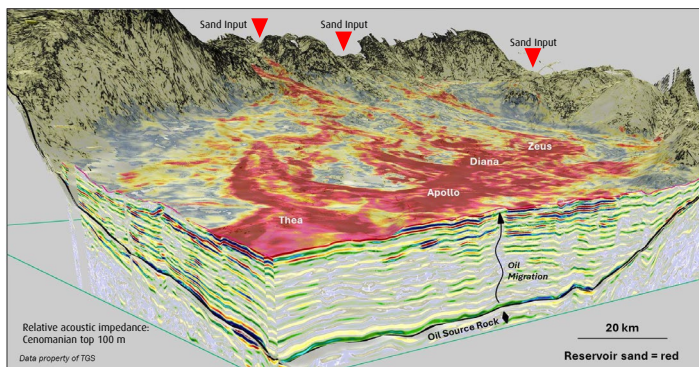 Sand Input
Sand Input
Sand Input
Zeus
Diana
Apollo
Thea
Oil
Migration
Oil Source Rock
Relative acoustic impedance:
Cenomanian top 100 m
Data property of TGS
20 km
Reservoir sand = red